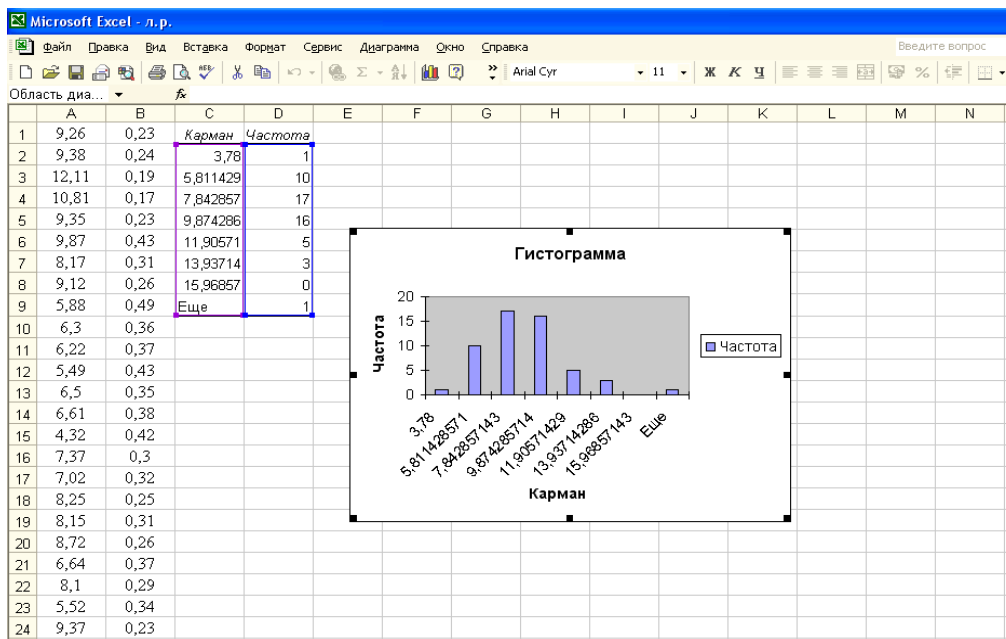 Microsoft Excel - л.р.
Файл Правка Вид Вставка Формат Сервис Диаграмма Окно Справка Введите вопрос
Arial Cyr 11 Ж К Ч
Область диа... fx
A B C D E F G H I J K L M N
1 9,26 0,23 Карман Частота
2 9,38 0,24 3,78 1
3 12,11 0,19 5,811429 10
4 10,81 0,17 7,842857 17
5 9,35 0,23 9,874286 16
6 9,87 0,43 11,90571 5
7 8,17 0,31 13,93714 3
8 9,12 0,26 15,96857 0
9 5,88 0,49 Еще 1
10 6,3 0,36
11 6,22 0,37
12 5,49 0,43
13 6,5 0,35
14 6,61 0,38
15 4,32 0,42
16 7,37 0,3
17 7,02 0,32
18 8,25 0,25
19 8,15 0,31
20 8,72 0,26
21 6,64 0,37
22 8,1 0,29
23 5,52 0,34
24 9,37 0,23
Гистограмма
Частота
20
15
10
5
0
3,78 5,811428571 7,842857143 9,874285714 11,90571429 13,93714286 15,96857143 Еще
Карман
Частота